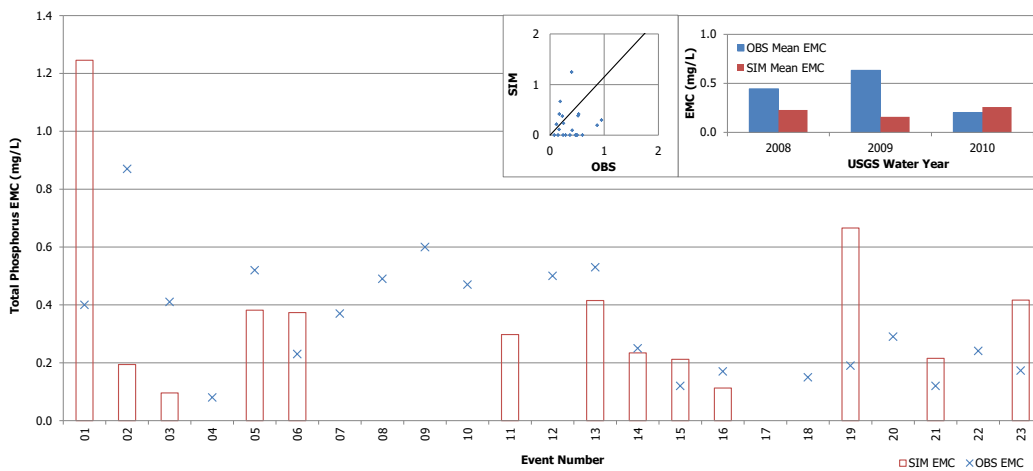 Total Phosphorus EMC (mg/L)
1.4
1.2
1.0
0.8
0.6
0.4
0.2
0.0
01 02 03 04 05 06 07 08 09 10 11 12 13 14 15 16 17 18 19 20 21 22 23
Event Number
SIM EMC OBS EMC
SIM
2
1
0
0 1 2
OBS
EMC (mg/L)
1.0
0.5
0.0
OBS Mean EMC
SIM Mean EMC
2008 2009 2010
USGS Water Year